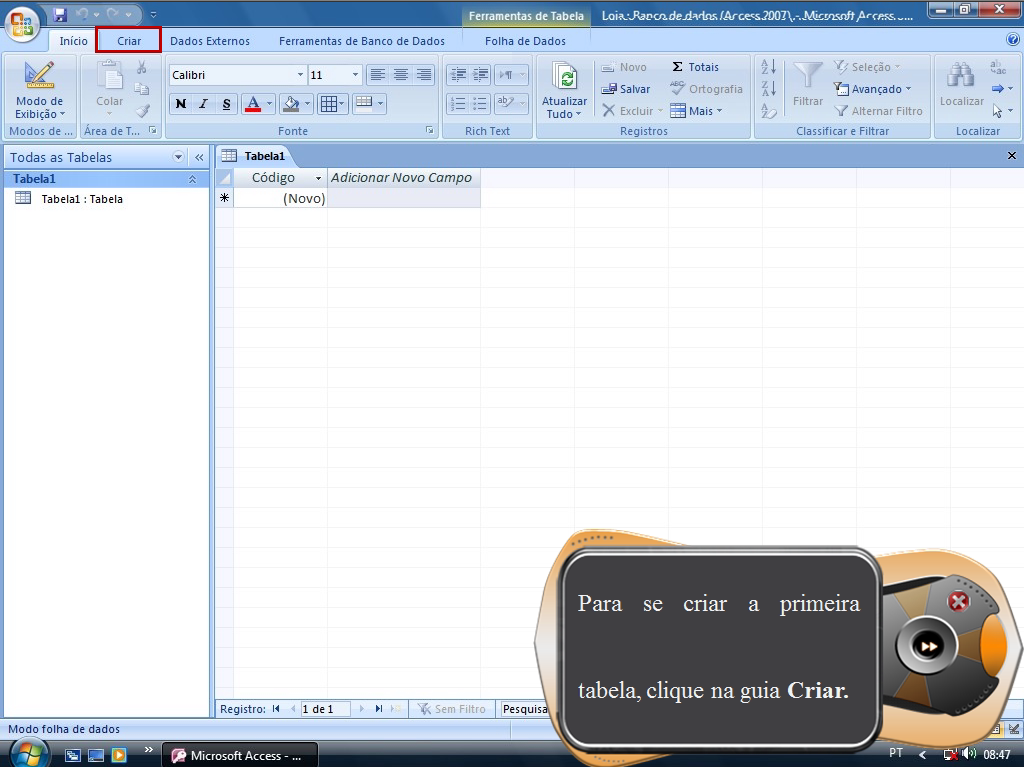 Ferramentas de Tabela
Loja : Banco de dados (Access 2007) - Microsoft Access
Início Criar Dados Externos Ferramentas de Banco de Dados Folha de Dados
Modo de Exibição
Modos de ...
Colar
Área de T...
Calibri 11
N I S A
Fonte
ab
Rich Text
Atualizar Tudo
Novo
Salvar
Excluir
Σ Totais
Ortografia
Mais
Registros
Filtrar
Seleção
Avançado
Alternar Filtro
Classificar e Filtrar
Localizar
Localizar
Todas as Tabelas «
Tabela1
Tabela1 : Tabela
Tabela1
Código Adicionar Novo Campo
(Novo)
Para se criar a primeira
tabela, clique na guia Criar.
Registro: 1 de 1 Sem Filtro Pesquisa
Modo folha de dados
» Microsoft Access - ... PT 08:47